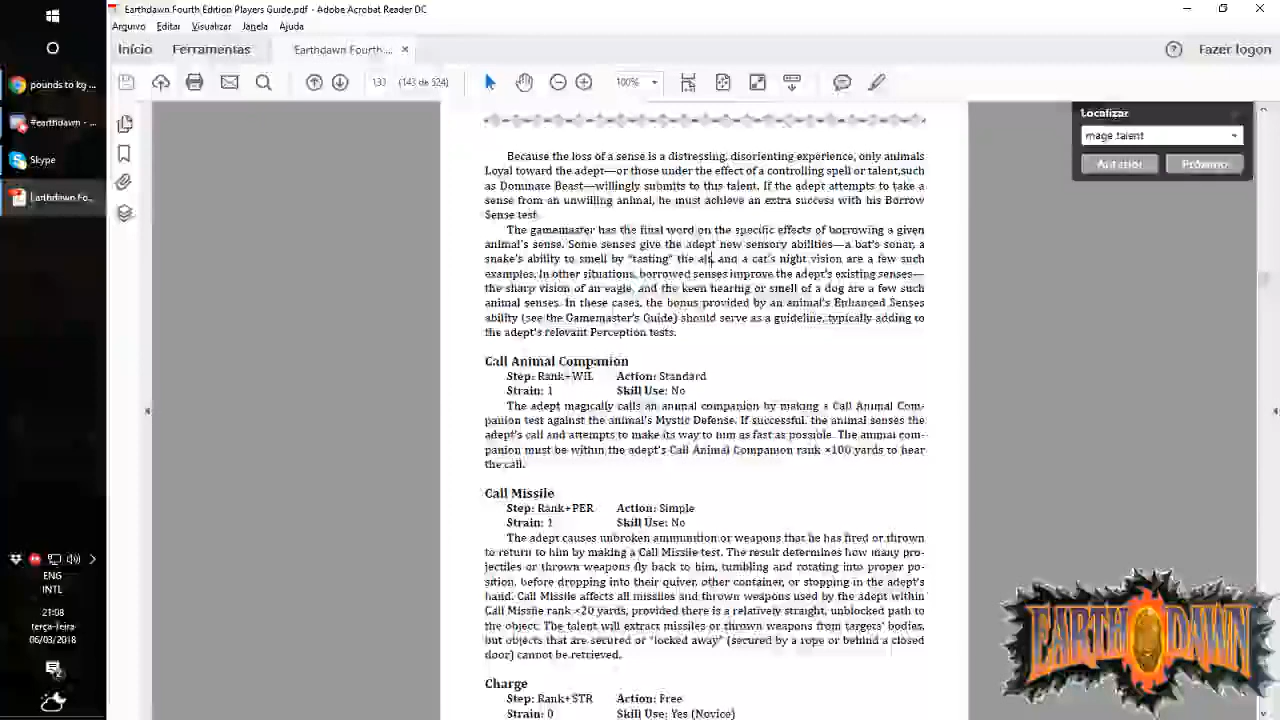 Earthdawn Fourth Edition Players Guide.pdf - Adobe Acrobat Reader DC
Arquivo Editar Visualizar Janela Ajuda
Início Ferramentas Earthdawn Fourth ... × Fazer logon
133 (143 de 524) 100%
pounds to kg ...
#earthdawn - ...
Skype
Earthdawn Fo...
Localizar
mage talent
Anterior Próximo
Because the loss of a sense is a distressing, disorienting experience, only animals
Loyal toward the adept—or those under the effect of a controlling spell or talent,such
as Dominate Beast—willingly submits to this talent. If the adept attempts to take a
sense from an unwilling animal, he must achieve an extra success with his Borrow
Sense test.
The gamemaster has the final word on the specific effects of borrowing a given
animal's sense. Some senses give the adept new sensory abilities—a bat's sonar, a
snake's ability to smell by "tasting" the air, and a cat's night vision are a few such
examples. In other situations, borrowed senses improve the adept's existing senses—
the sharp vision of an eagle, and the keen hearing or smell of a dog are a few such
animal senses. In these cases, the bonus provided by an animal's Enhanced Senses
ability (see the Gamemaster's Guide) should serve as a guideline, typically adding to
the adept's relevant Perception tests.
Call Animal Companion
Step: Rank+WIL Action: Standard
Strain: 1 Skill Use: No
The adept magically calls an animal companion by making a Call Animal Com-
panion test against the animal's Mystic Defense. If successful, the animal senses the
adept's call and attempts to make its way to him as fast as possible. The animal com-
panion must be within the adept's Call Animal Companion rank ×100 yards to hear
the call.
Call Missile
Step: Rank+PER Action: Simple
Strain: 1 Skill Use: No
The adept causes unbroken ammunition or weapons that he has fired or thrown
to return to him by making a Call Missile test. The result determines how many pro-
jectiles or thrown weapons fly back to him, tumbling and rotating into proper po-
sition, before dropping into their quiver, other container, or stopping in the adept's
hand. Call Missile affects all missiles and thrown weapons used by the adept within
Call Missile rank ×20 yards, provided there is a relatively straight, unblocked path to
the object. The talent will extract missiles or thrown weapons from targets' bodies,
but objects that are secured or "locked away" (secured by a rope or behind a closed
door) cannot be retrieved.
Charge
Step: Rank+STR Action: Free
Strain: 0 Skill Use: Yes (Novice)
ENG
INTL
21:08
terça-feira
06/03/2018
EARTHDAWN